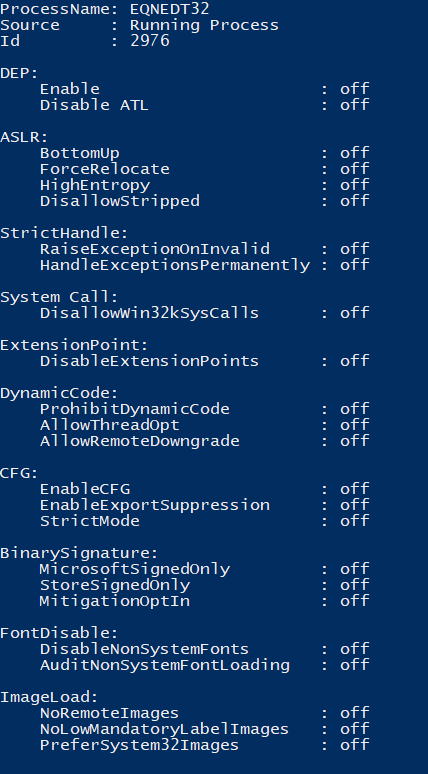 ProcessName: EQNEDT32
Source     : Running Process
Id         : 2976

DEP:
    Enable                      : off
    Disable ATL                 : off

ASLR:
    BottomUp                    : off
    ForceRelocate               : off
    HighEntropy                 : off
    DisallowStripped            : off

StrictHandle:
    RaiseExceptionOnInvalid     : off
    HandleExceptionsPermanently : off

System Call:
    DisallowWin32kSysCalls      : off

ExtensionPoint:
    DisableExtensionPoints      : off

DynamicCode:
    ProhibitDynamicCode         : off
    AllowThreadOpt              : off
    AllowRemoteDowngrade        : off

CFG:
    EnableCFG                   : off
    EnableExportSuppression     : off
    StrictMode                  : off

BinarySignature:
    MicrosoftSignedOnly         : off
    StoreSignedOnly             : off
    MitigationOptIn             : off

FontDisable:
    DisableNonSystemFonts       : off
    AuditNonSystemFontLoading   : off

ImageLoad:
    NoRemoteImages              : off
    NoLowMandatoryLabelImages   : off
    PreferSystem32Images        : off